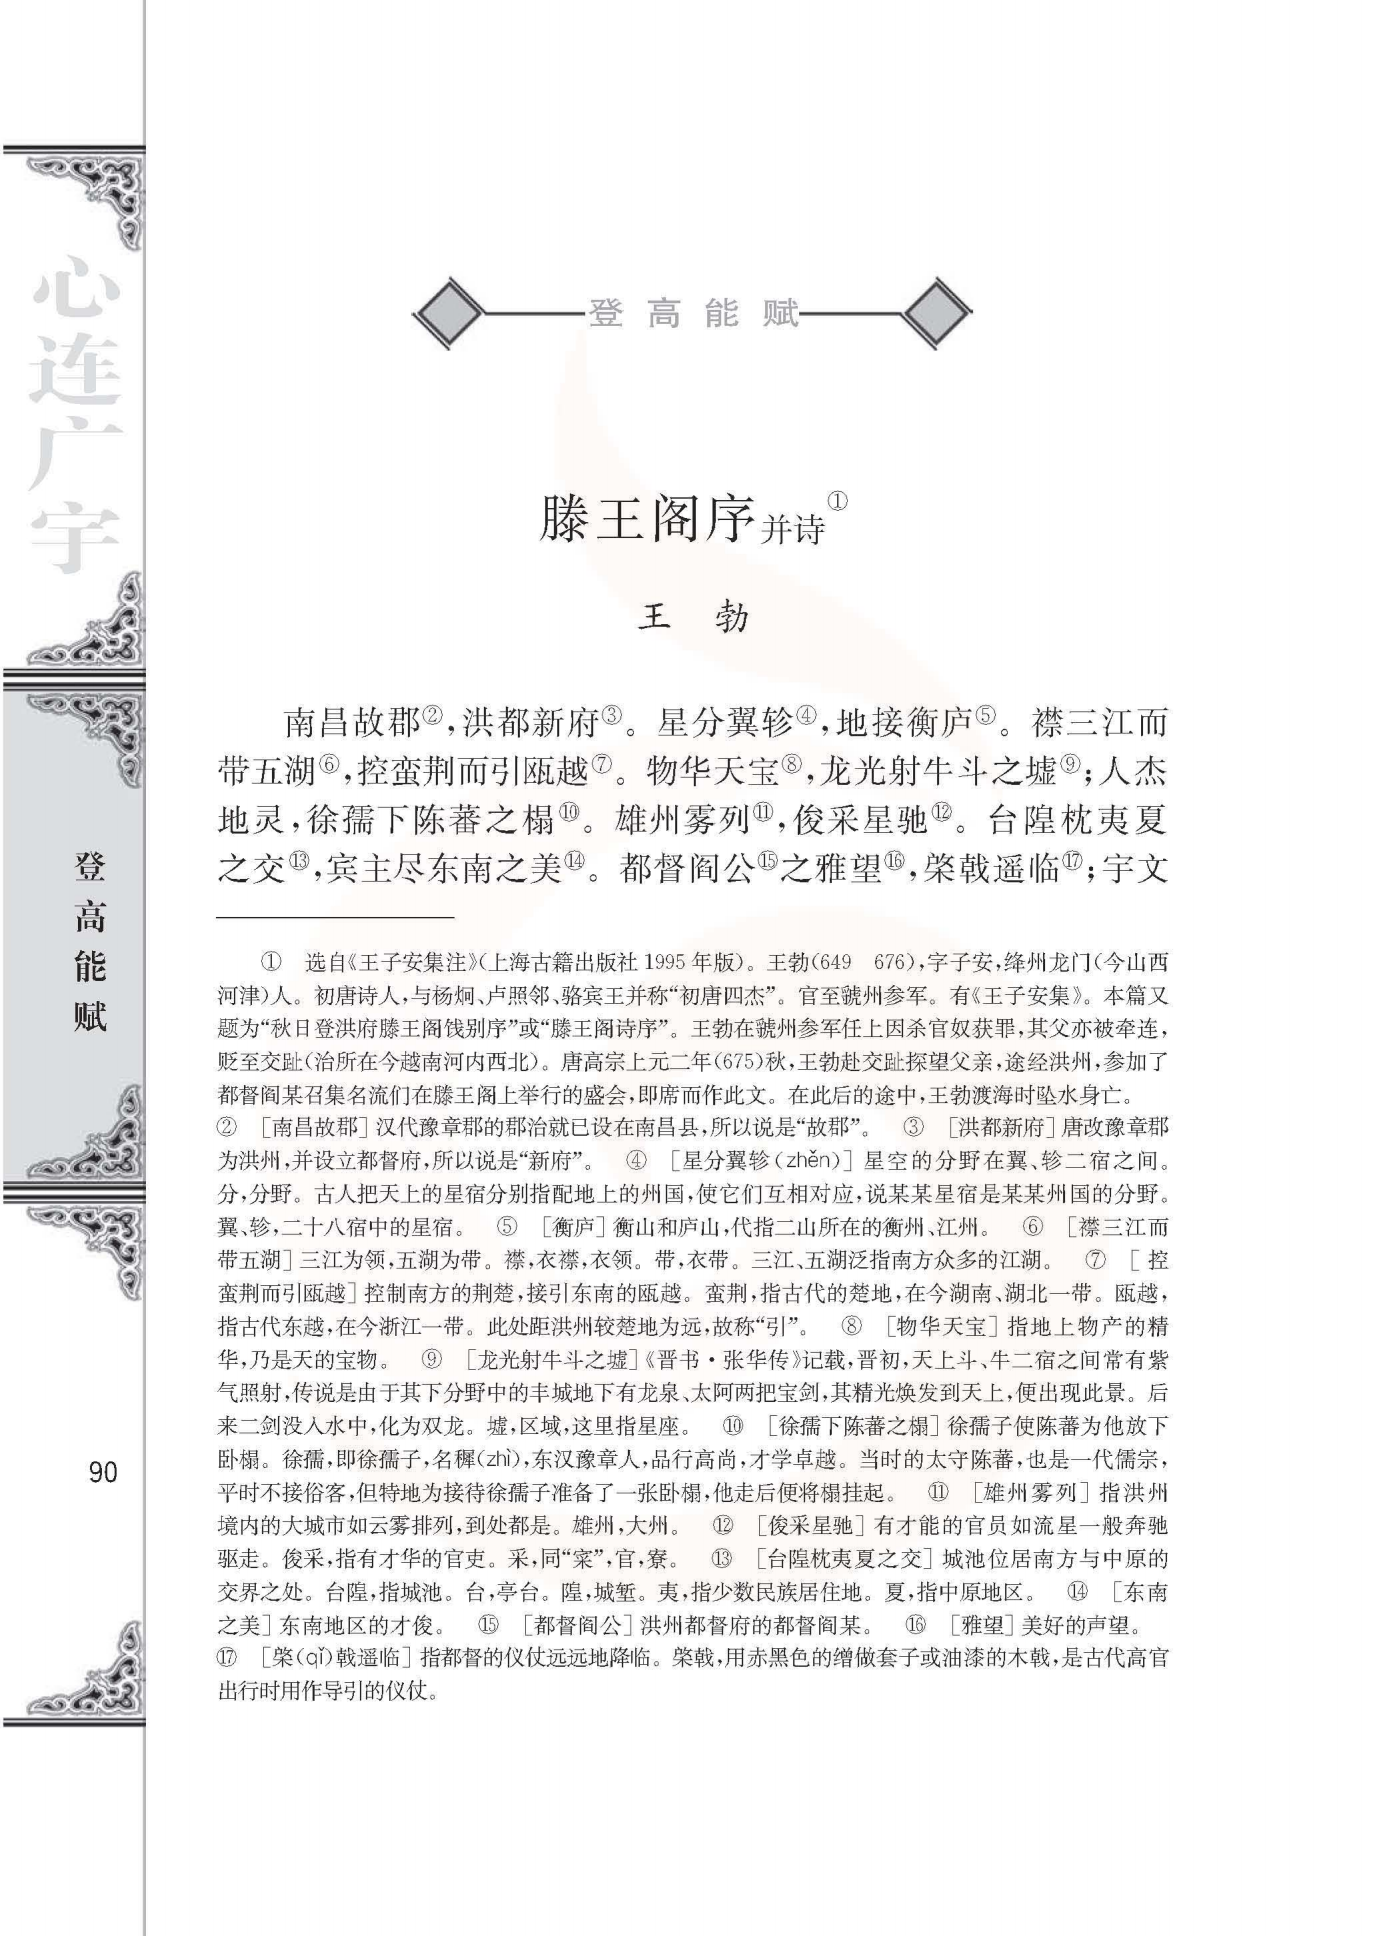 心连广宇
登高能赋
90
登高能赋
滕王阁序并诗①
王 勃
南昌故郡②,洪都新府③。星分翼轸④,地接衡庐⑤。襟三江而
带五湖⑥,控蛮荆而引瓯越⑦。物华天宝⑧,龙光射牛斗之墟⑨;人杰
地灵,徐孺下陈蕃之榻⑩。雄州雾列⑪,俊采星驰⑫。台隍枕夷夏
之交⑬,宾主尽东南之美⑭。都督阎公⑮之雅望⑯,棨戟遥临⑰;宇文
① 选自《王子安集注》(上海古籍出版社1995年版)。王勃(649 676),字子安,绛州龙门(今山西
河津)人。初唐诗人,与杨炯、卢照邻、骆宾王并称“初唐四杰”。官至虢州参军。有《王子安集》。本篇又
题为“秋日登洪府滕王阁饯别序”或“滕王阁诗序”。王勃在虢州参军任上因杀官奴获罪,其父亦被牵连,
贬至交趾(治所在今越南河内西北)。唐高宗上元二年(675)秋,王勃赴交趾探望父亲,途经洪州,参加了
都督阎某召集名流们在滕王阁上举行的盛会,即席而作此文。在此后的途中,王勃渡海时坠水身亡。
② [南昌故郡]汉代豫章郡的郡治就已设在南昌县,所以说是“故郡”。 ③ [洪都新府]唐改豫章郡
为洪州,并设立都督府,所以说是“新府”。 ④ [星分翼轸(zhěn)]星空的分野在翼、轸二宿之间。
分,分野。古人把天上的星宿分别指配地上的州国,使它们互相对应,说某某星宿是某某州国的分野。
翼、轸,二十八宿中的星宿。 ⑤ [衡庐]衡山和庐山,代指二山所在的衡州、江州。 ⑥ [襟三江而
带五湖]三江为领,五湖为带。襟,衣襟,衣领。带,衣带。三江、五湖泛指南方众多的江湖。 ⑦ [控
蛮荆而引瓯越]控制南方的荆楚,接引东南的瓯越。蛮荆,指古代的楚地,在今湖南、湖北一带。瓯越,
指古代东越,在今浙江一带。此处距洪州较楚地为远,故称“引”。 ⑧ [物华天宝]指地上物产的精
华,乃是天的宝物。 ⑨ [龙光射牛斗之墟]《晋书·张华传》记载,晋初,天上斗、牛二宿之间常有紫
气照射,传说是由于其下分野中的丰城地下有龙泉、太阿两把宝剑,其精光焕发到天上,便出现此景。后
来二剑没入水中,化为双龙。墟,区域,这里指星座。 ⑩ [徐孺下陈蕃之榻]徐孺子使陈蕃为他放下
卧榻。徐孺,即徐孺子,名稺(zhì),东汉豫章人,品行高尚,才学卓越。当时的太守陈蕃,也是一代儒宗,
平时不接俗客,但特地为接待徐孺子准备了一张卧榻,他走后便将榻挂起。 ⑪ [雄州雾列]指洪州
境内的大城市如云雾排列,到处都是。雄州,大州。 ⑫ [俊采星驰]有才能的官员如流星一般奔驰
驱走。俊采,指有才华的官吏。采,同“寀”,官,寮。 ⑬ [台隍枕夷夏之交]城池位居南方与中原的
交界之处。台隍,指城池。台,亭台。隍,城堑。夷,指少数民族居住地。夏,指中原地区。 ⑭ [东南
之美]东南地区的才俊。 ⑮ [都督阎公]洪州都督府的都督阎某。 ⑯ [雅望]美好的声望。
⑰ [棨(qǐ)戟遥临]指都督的仪仗远远地降临。棨戟,用赤黑色的缯做套子或油漆的木戟,是古代高官
出行时用作导引的仪仗。